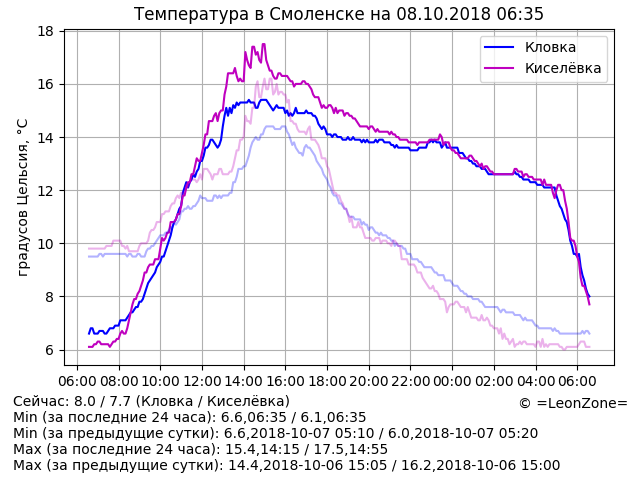 Температура в Смоленске на 08.10.2018 06:35
Кловка
Киселёвка
градусов Цельсия, °C
18
16
14
12
10
8
6
06:00 08:00 10:00 12:00 14:00 16:00 18:00 20:00 22:00 00:00 02:00 04:00 06:00
Сейчас: 8.0 / 7.7 (Кловка / Киселёвка)
© =LeonZone=
Min (за последние 24 часа): 6.6,06:35 / 6.1,06:35
Min (за предыдущие сутки): 6.6,2018-10-07 05:10 / 6.0,2018-10-07 05:20
Max (за последние 24 часа): 15.4,14:15 / 17.5,14:55
Max (за предыдущие сутки): 14.4,2018-10-06 15:05 / 16.2,2018-10-06 15:00